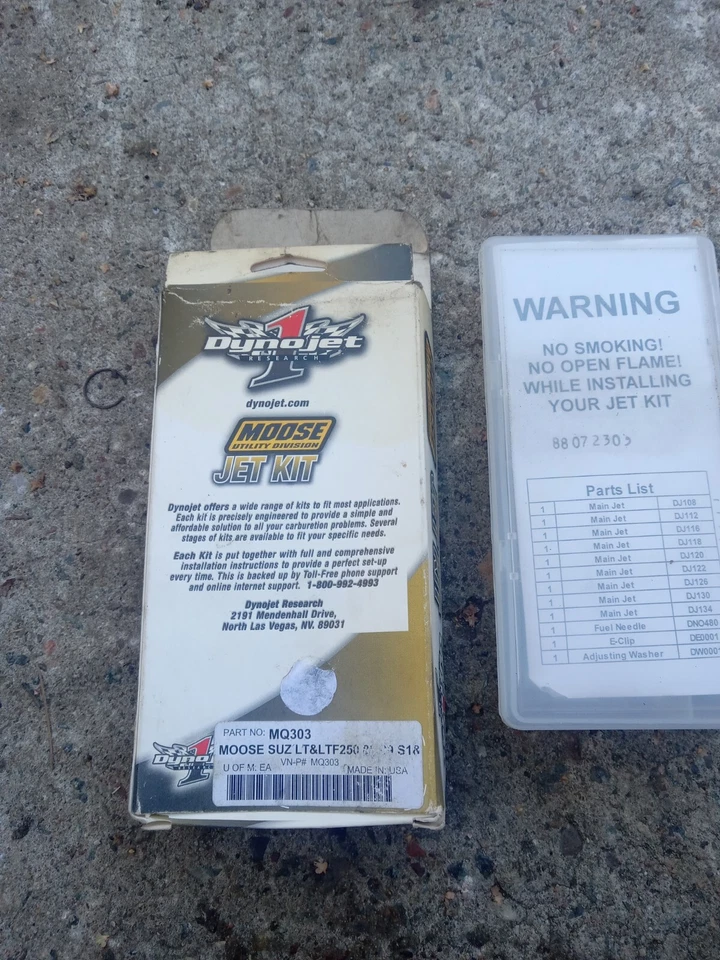 1
Dynojet
RESEARCH
dynojet.com
MOOSE
UTILITY DIVISION
JET KIT
Dynojet offers a wide range of kits to fit most applications.
Each kit is precisely engineered to provide a simple and
affordable solution to all your carburetion problems. Several
stages of kits are available to fit your specific needs.
Each Kit is put together with full and comprehensive
installation instructions to provide a perfect set-up
every time. This is backed up by Toll-Free phone support
and online internet support. 1-800-992-4993
Dynojet Research
2191 Mendenhall Drive,
North Las Vegas, NV. 89031
1
Dynojet
PART NO: MQ303
MOOSE SUZ LT&LTF250 S1&
U OF M: EA VN-P# MQ303 MADE IN: USA
WARNING
NO SMOKING!
NO OPEN FLAME!
WHILE INSTALLING
YOUR JET KIT
88072303
Parts List
1 Main Jet DJ108
1 Main Jet DJ112
1 Main Jet DJ116
1 Main Jet DJ118
1 Main Jet DJ120
1 Main Jet DJ122
1 Main Jet DJ126
1 Main Jet DJ130
1 Main Jet DJ134
1 Fuel Needle DNO480
1 E-Clip DE0001
1 Adjusting Washer DW0001